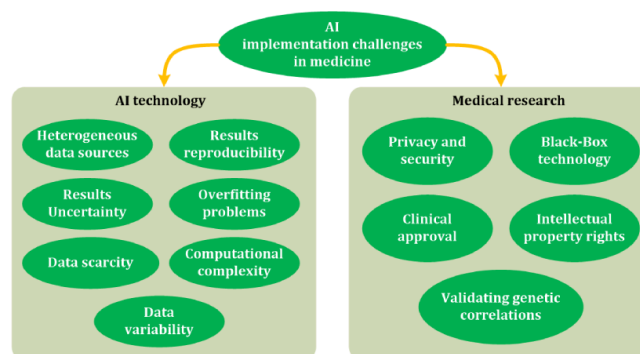 AI
implementation challenges
in medicine
AI technology
Heterogeneous
data sources
Results
reproducibility
Results
Uncertainty
Overfitting
problems
Data scarcity
Computational
complexity
Data
variability
Medical research
Privacy and
security
Black-Box
technology
Clinical
approval
Intellectual
property rights
Validating genetic
correlations